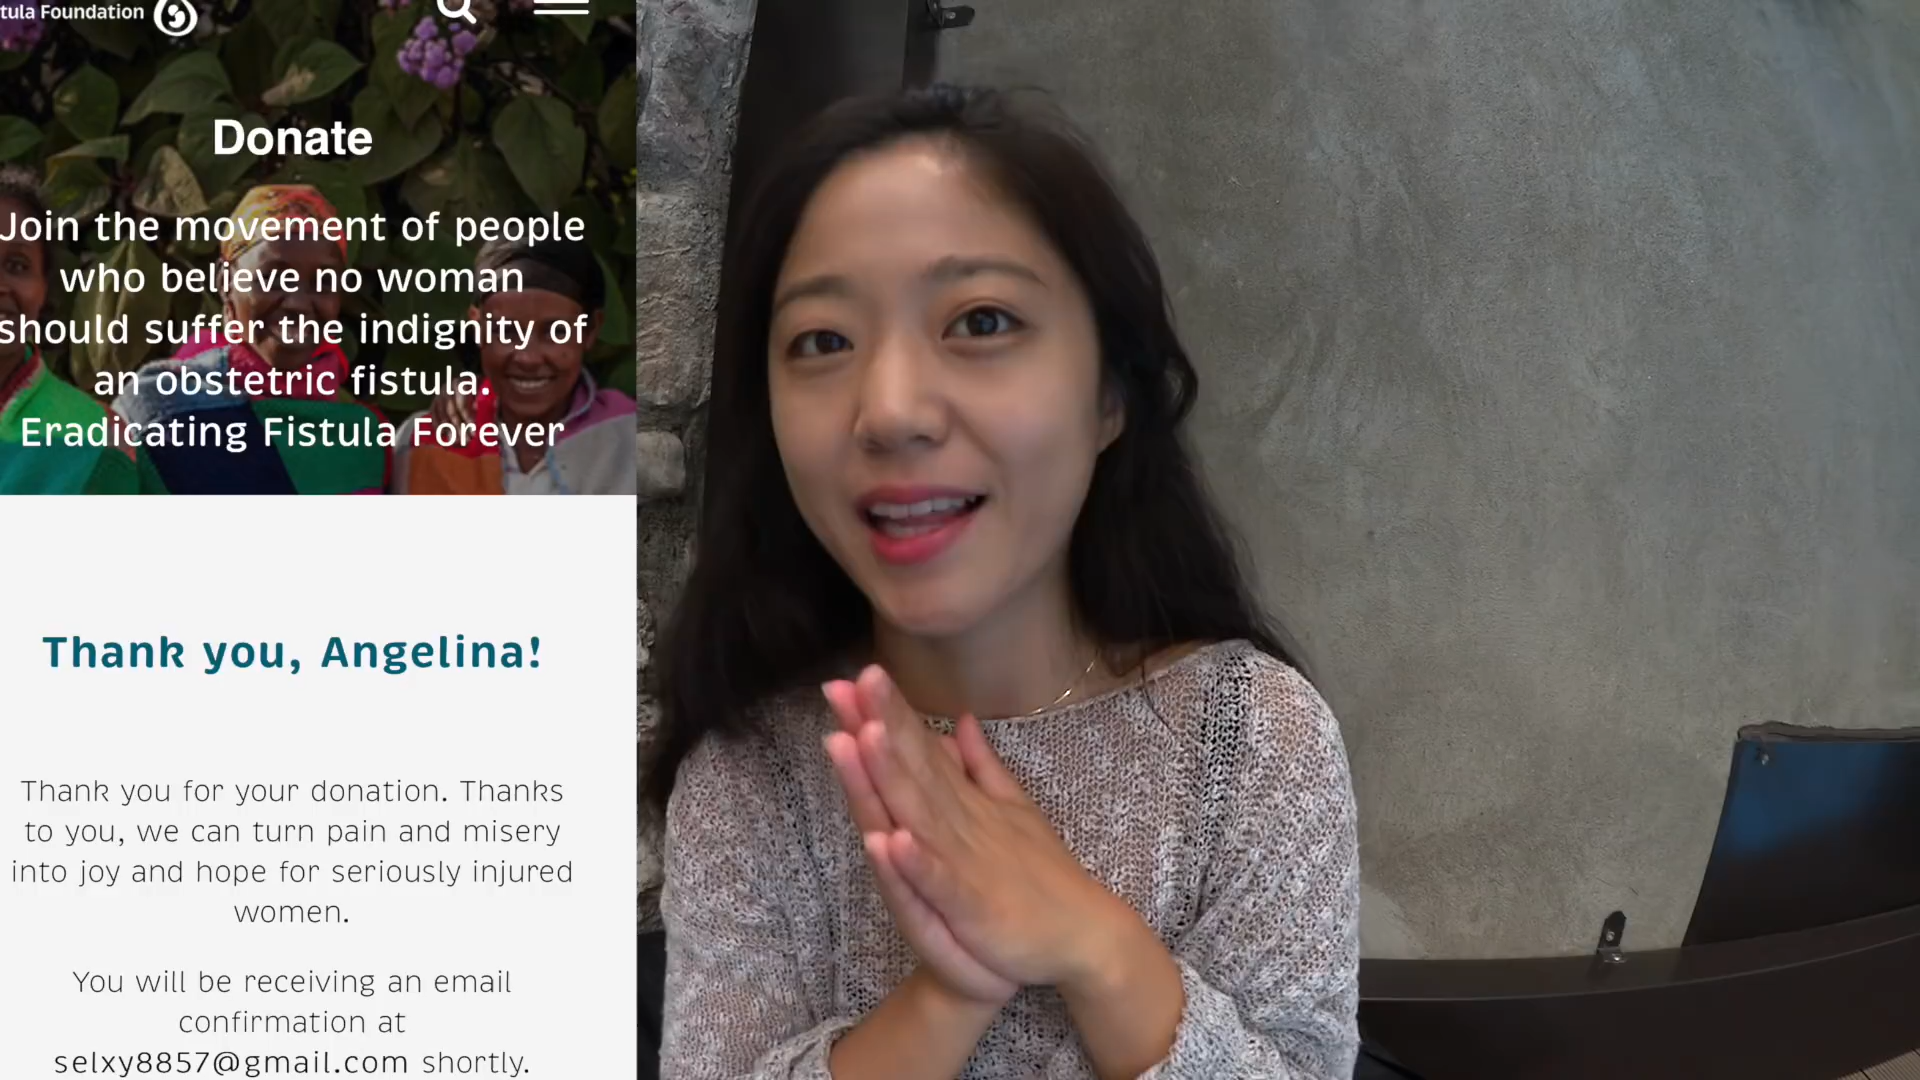 tula Foundation
Donate
Join the movement of people
who believe no woman
should suffer the indignity of
an obstetric fistula.
Eradicating Fistula Forever
Thank you, Angelina!
Thank you for your donation. Thanks
to you, we can turn pain and misery
into joy and hope for seriously injured
women.
You will be receiving an email
confirmation at
selxy8857@gmail.com shortly.